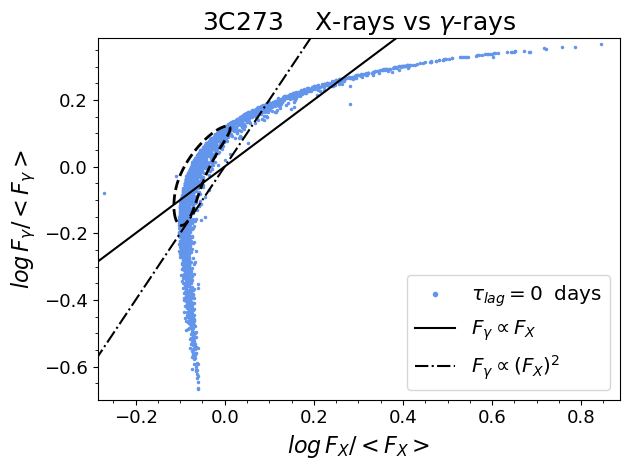 3C273 X-rays vs γ-rays
log F_γ/<F_γ>
0.2
0.0
−0.2
−0.4
−0.6
τ_lag = 0 days
F_γ ∝ F_X
F_γ ∝ (F_X)²
−0.2 0.0 0.2 0.4 0.6 0.8
log F_X/<F_X>